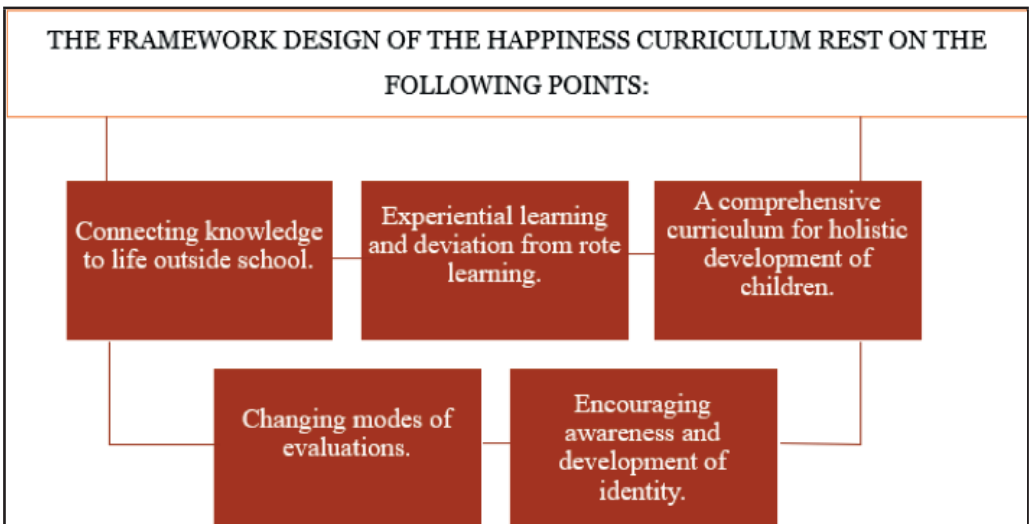 THE FRAMEWORK DESIGN OF THE HAPPINESS CURRICULUM REST ON THE
FOLLOWING POINTS:
Connecting knowledge
to life outside school.
Experiential learning
and deviation from rote
learning.
A comprehensive
curriculum for holistic
development of
children.
Changing modes of
evaluations.
Encouraging
awareness and
development of
identity.